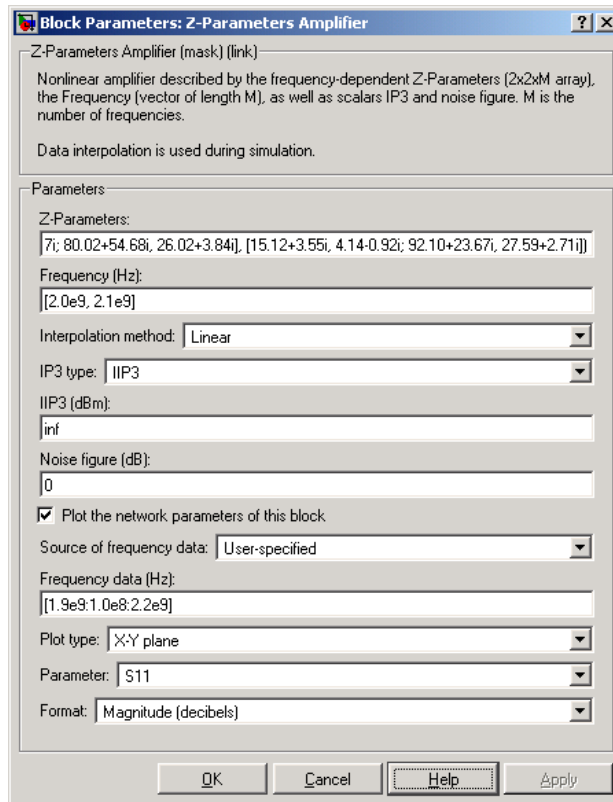 Block Parameters: Z-Parameters Amplifier
Z-Parameters Amplifier (mask) (link)
Nonlinear amplifier described by the frequency-dependent Z-Parameters (2x2xM array),
the Frequency (vector of length M), as well as scalars IP3 and noise figure. M is the
number of frequencies.
Data interpolation is used during simulation.
Parameters
Z-Parameters:
7i; 80.02+54.68i, 26.02+3.84i], [15.12+3.55i, 4.14-0.92i; 92.10+23.67i, 27.59+2.71i])
Frequency (Hz):
[2.0e9, 2.1e9]
Interpolation method: Linear
IP3 type: IIP3
IIP3 (dBm):
inf
Noise figure (dB):
0
Plot the network parameters of this block
Source of frequency data: User-specified
Frequency data (Hz):
[1.9e9:1.0e8:2.2e9]
Plot type: X-Y plane
Parameter: S11
Format: Magnitude (decibels)
OK Cancel Help Apply